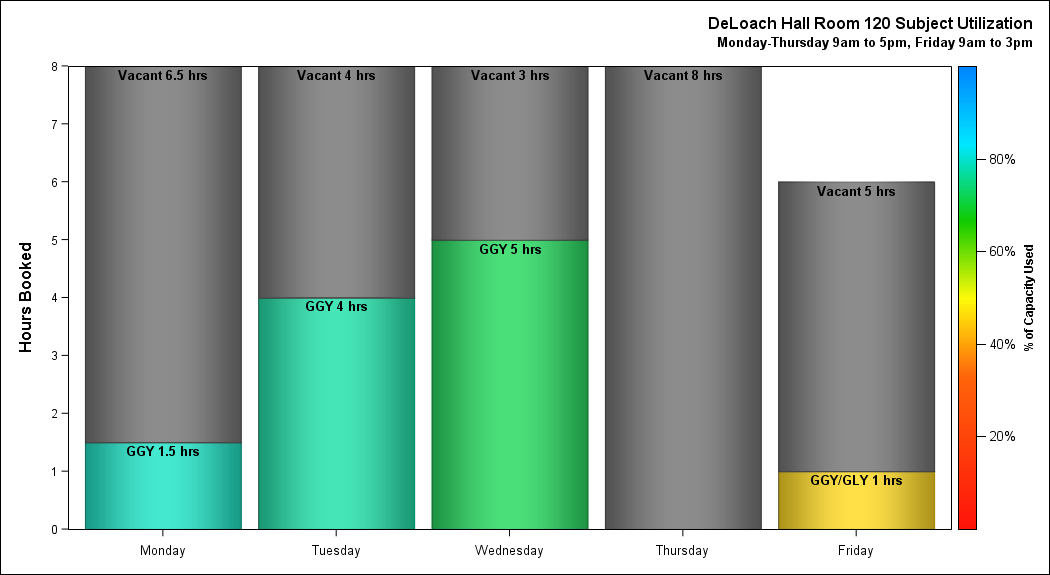 DeLoach Hall Room 120 Subject Utilization
Monday-Thursday 9am to 5pm, Friday 9am to 3pm
Hours Booked
8
7
6
5
4
3
2
1
0
Vacant 6.5 hrs
GGY 1.5 hrs
Vacant 4 hrs
GGY 4 hrs
Vacant 3 hrs
GGY 5 hrs
Vacant 8 hrs
Vacant 5 hrs
GGY/GLY 1 hrs
Monday
Tuesday
Wednesday
Thursday
Friday
80%
60%
40%
20%
% of Capacity Used